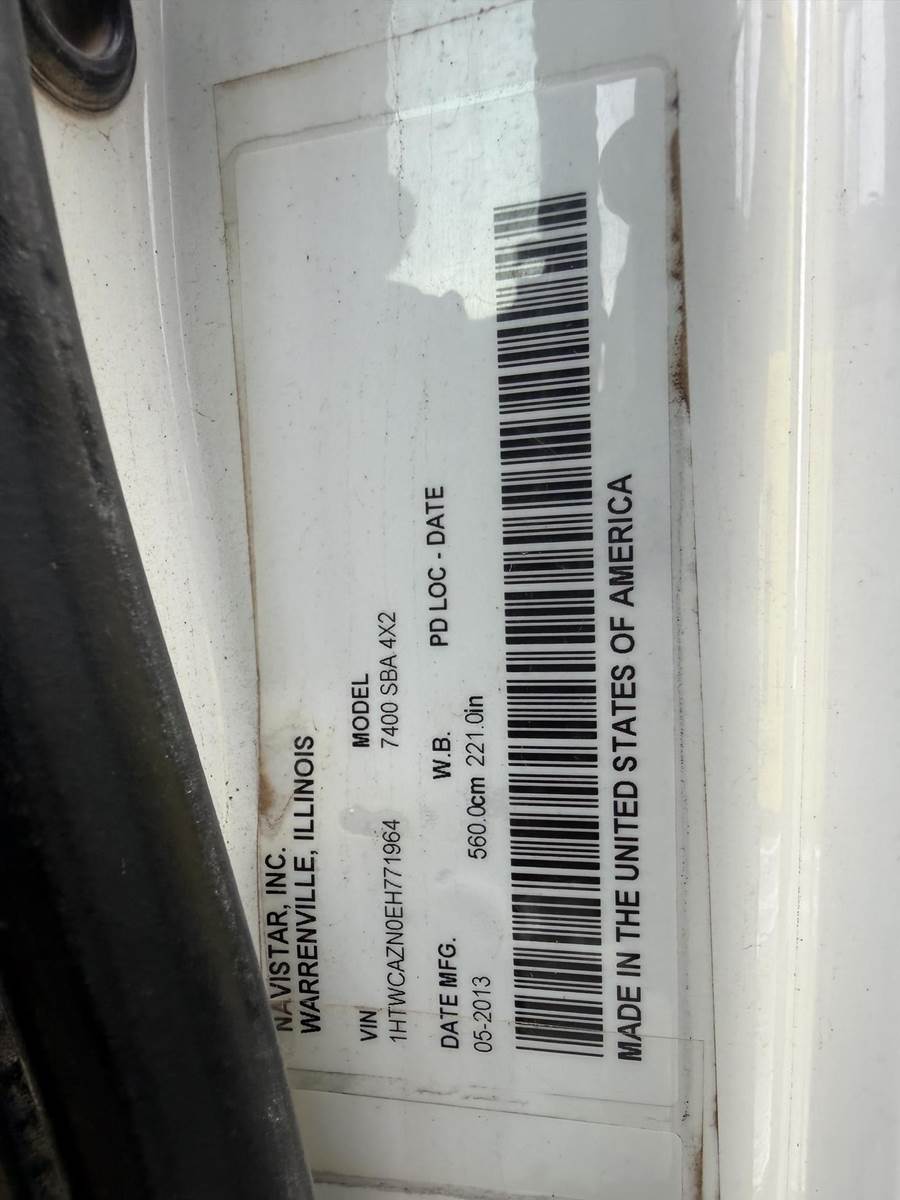 NAVISTAR, INC.
WARRENVILLE, ILLINOIS
VIN MODEL
1HTWCAZN0EH771964 7400 SBA 4X2
DATE MFG. W.B. PD LOC - DATE
05-2013 560.0cm 221.0in
MADE IN THE UNITED STATES OF AMERICA